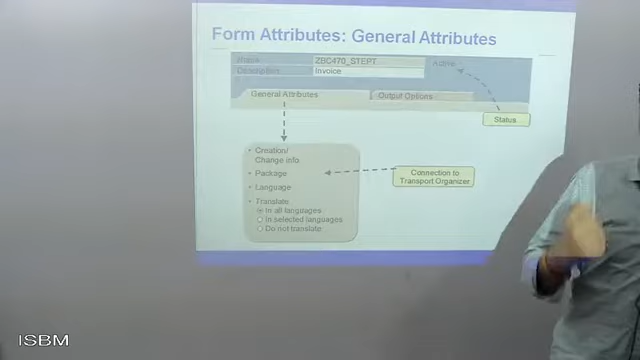 Form Attributes: General Attributes
ZBC470_STEPT
Active
Description
Invoice
General Attributes
Output Options
Status
• Creation/
Change info
• Package
• Language
• Translate
In all languages
In selected languages
Do not translate
Connection to
Transport Organizer
ISBM